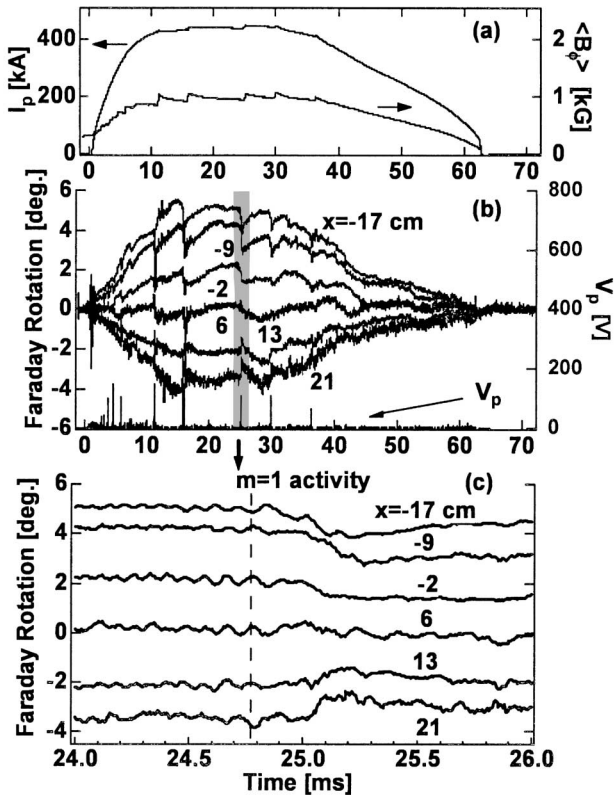 (a)
400
200
0
I_p [kA]
2
1
0
<B_ϕ> [kG]
0 10 20 30 40 50 60 70
(b)
6
4
2
0
-2
-4
-6
Faraday Rotation [deg.]
800
600
400
200
0
V_p [V]
x=-17 cm
-9
-2
6 13
21
V_p
0 10 20 30 40 50 60 70
m=1 activity
(c)
6
4
2
0
-2
-4
Faraday Rotation [deg.]
x=-17 cm
-9
-2
6
13
21
24.0 24.5 25.0 25.5 26.0
Time [ms]